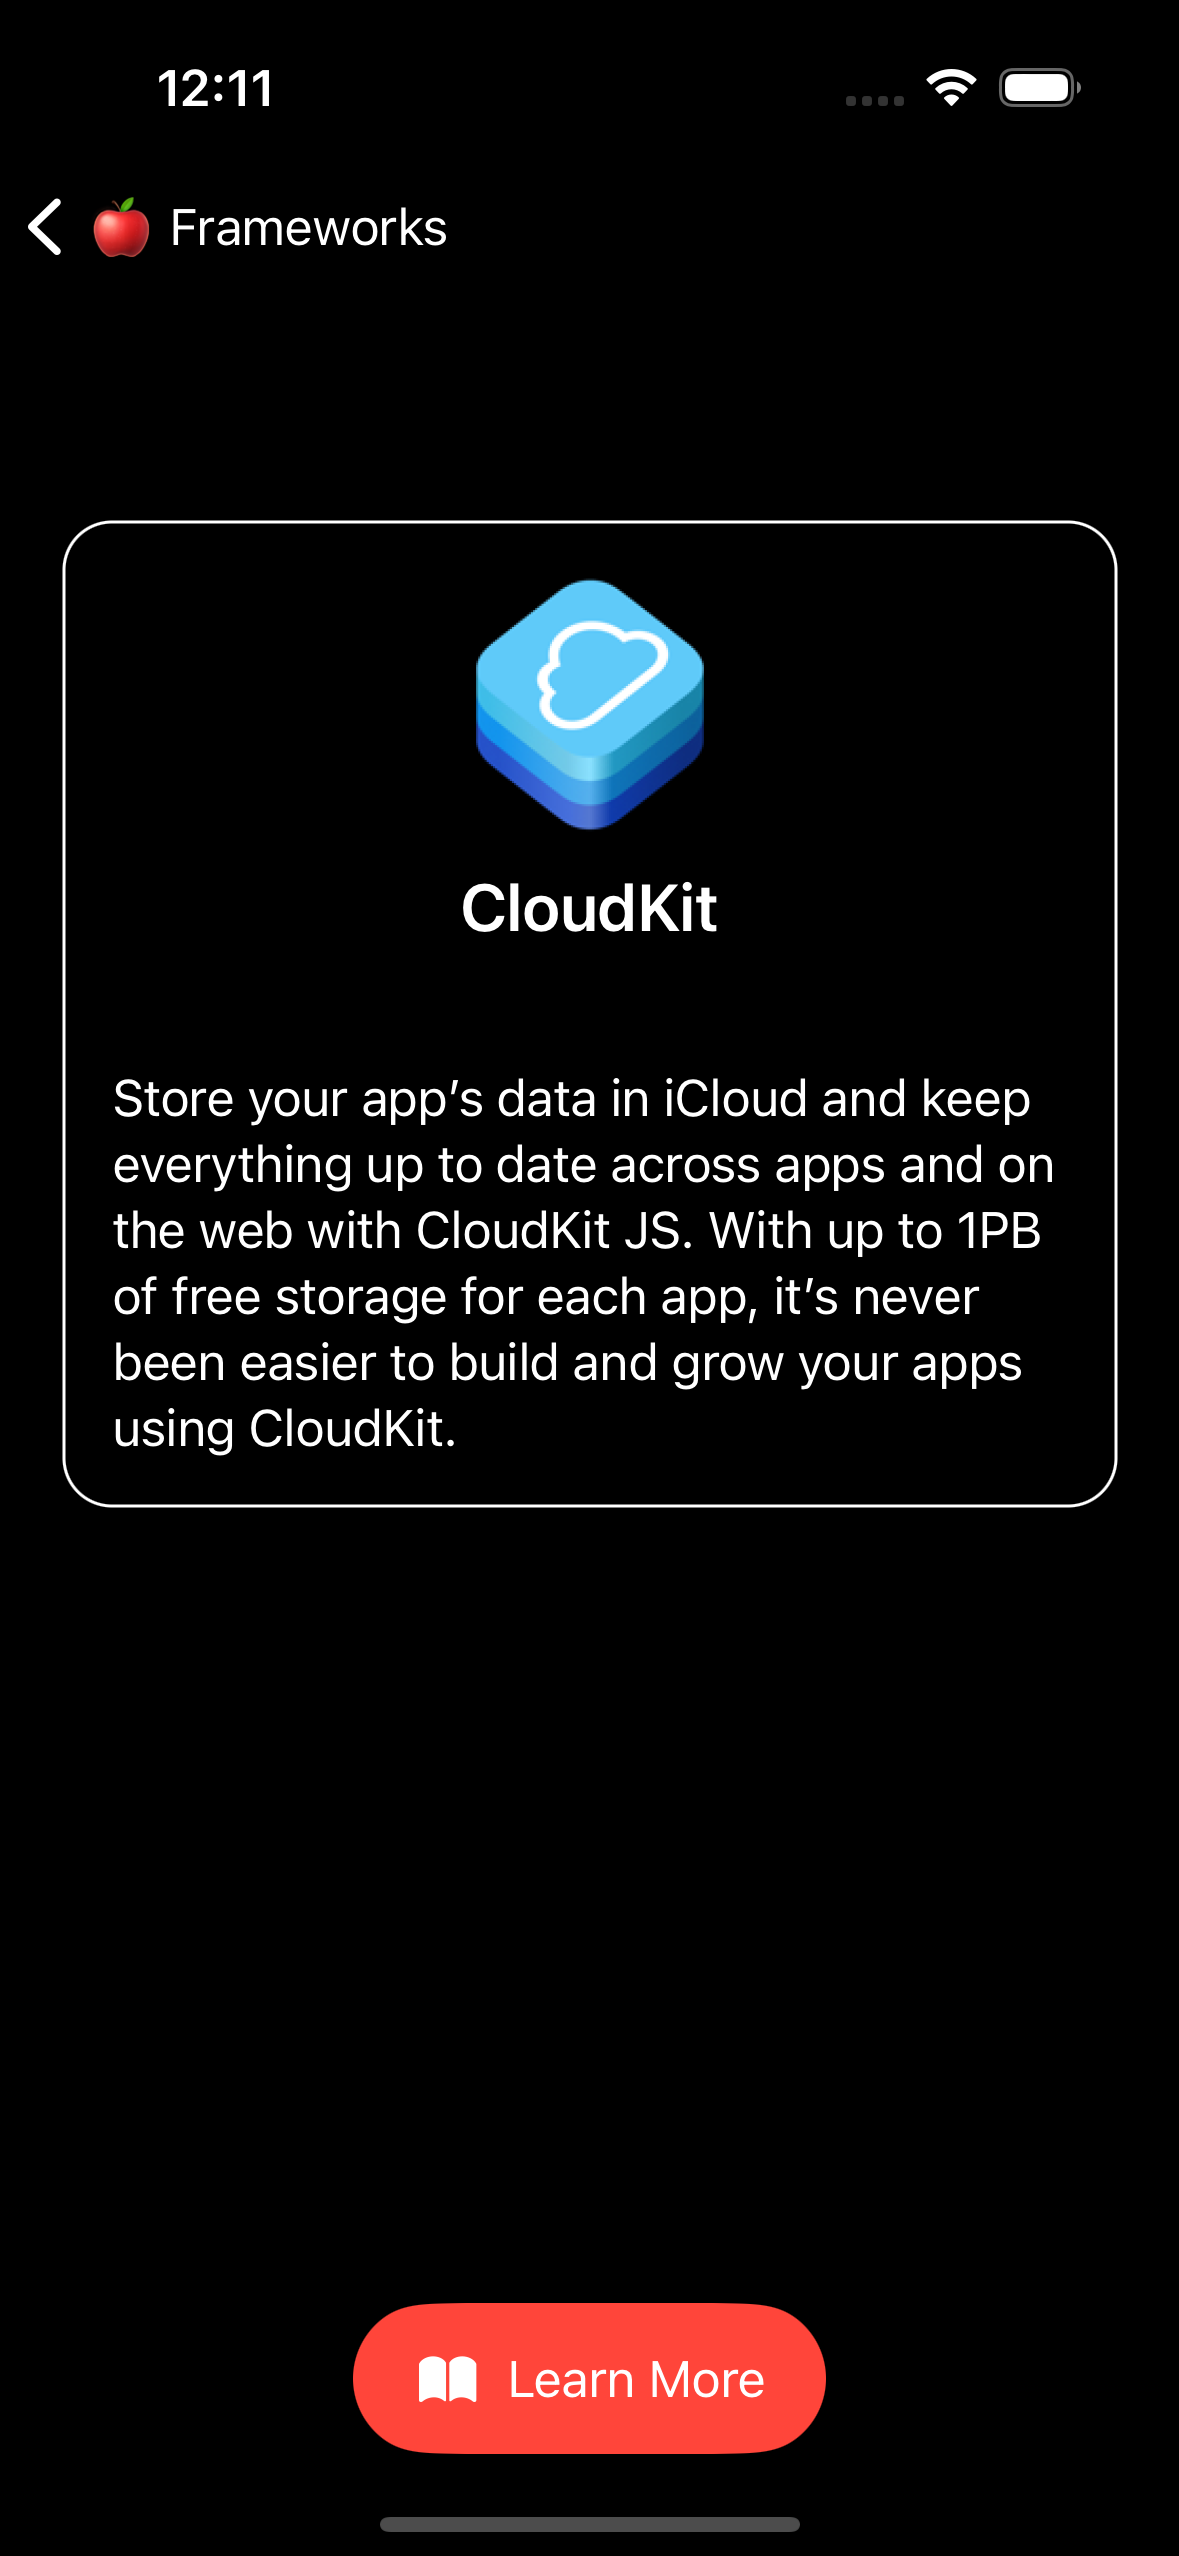 12:11
🍎 Frameworks
CloudKit
Store your app’s data in iCloud and keep
everything up to date across apps and on
the web with CloudKit JS. With up to 1PB
of free storage for each app, it’s never
been easier to build and grow your apps
using CloudKit.
Learn More